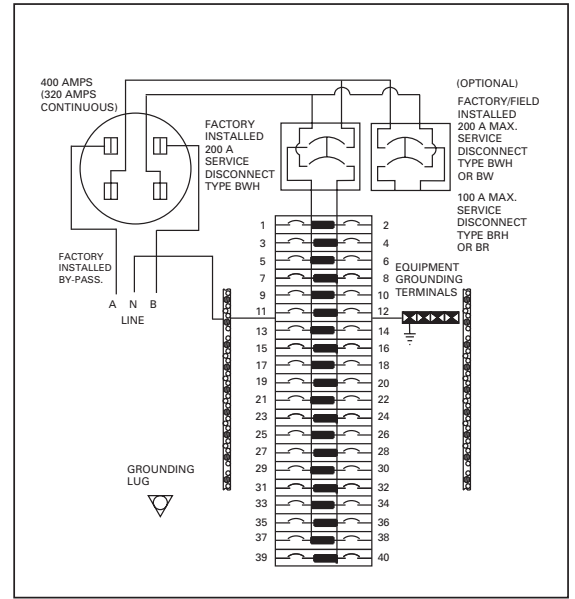 400 AMPS
(320 AMPS
CONTINUOUS)
FACTORY
INSTALLED
200 A
SERVICE
DISCONNECT
TYPE BWH
(OPTIONAL)
FACTORY/FIELD
INSTALLED
200 A MAX.
SERVICE
DISCONNECT
TYPE BWH
OR BW
100 A MAX.
SERVICE
DISCONNECT
TYPE BRH
OR BR
FACTORY
INSTALLED
BY-PASS.
A N B
LINE
EQUIPMENT
GROUNDING
TERMINALS
1 2
3 4
5 6
7 8
9 10
11 12
13 14
15 16
17 18
19 20
21 22
23 24
25 26
27 28
29 30
31 32
33 34
35 36
37 38
39 40
GROUNDING
LUG